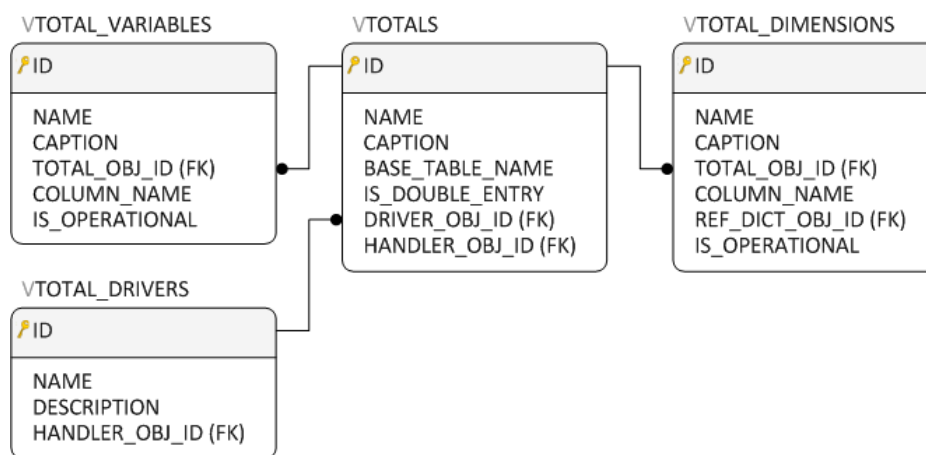 VTOTAL_VARIABLES
ID
NAME
CAPTION
TOTAL_OBJ_ID (FK)
COLUMN_NAME
IS_OPERATIONAL
VTOTALS
ID
NAME
CAPTION
BASE_TABLE_NAME
IS_DOUBLE_ENTRY
DRIVER_OBJ_ID (FK)
HANDLER_OBJ_ID (FK)
VTOTAL_DIMENSIONS
ID
NAME
CAPTION
TOTAL_OBJ_ID (FK)
COLUMN_NAME
REF_DICT_OBJ_ID (FK)
IS_OPERATIONAL
VTOTAL_DRIVERS
ID
NAME
DESCRIPTION
HANDLER_OBJ_ID (FK)